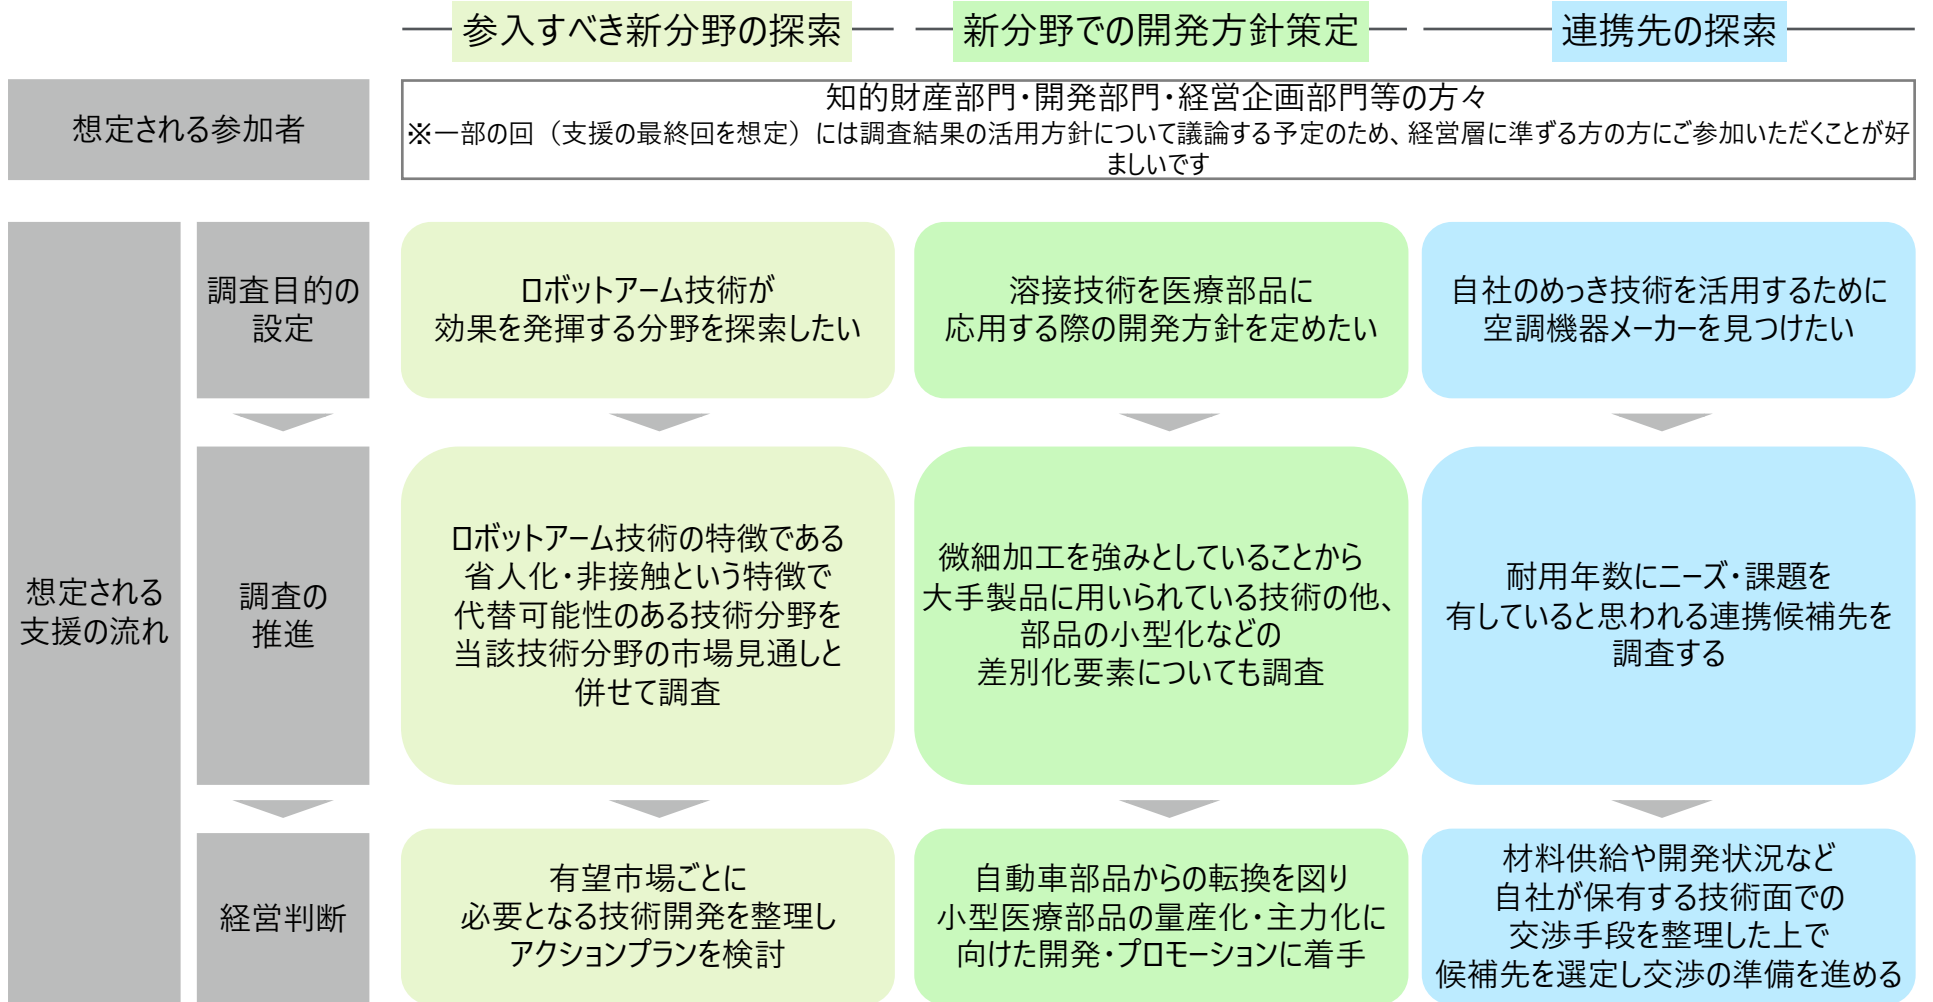 参入すべき新分野の探索
新分野での開発方針策定
連携先の探索
想定される参加者
知的財産部門・開発部門・経営企画部門等の方々
※一部の回（支援の最終回を想定）には調査結果の活用方針について議論する予定のため、経営層に準ずる方の方にご参加いただくことが好
ましいです
想定される
支援の流れ
調査目的の
設定
ロボットアーム技術が
効果を発揮する分野を探索したい
溶接技術を医療部品に
応用する際の開発方針を定めたい
自社のめっき技術を活用するために
空調機器メーカーを見つけたい
調査の
推進
ロボットアーム技術の特徴である
省人化・非接触という特徴で
代替可能性のある技術分野を
当該技術分野の市場見通しと
併せて調査
微細加工を強みとしていることから
大手製品に用いられている技術の他、
部品の小型化などの
差別化要素についても調査
耐用年数にニーズ・課題を
有していると思われる連携候補先を
調査する
経営判断
有望市場ごとに
必要となる技術開発を整理し
アクションプランを検討
自動車部品からの転換を図り
小型医療部品の量産化・主力化に
向けた開発・プロモーションに着手
材料供給や開発状況など
自社が保有する技術面での
交渉手段を整理した上で
候補先を選定し交渉の準備を進める